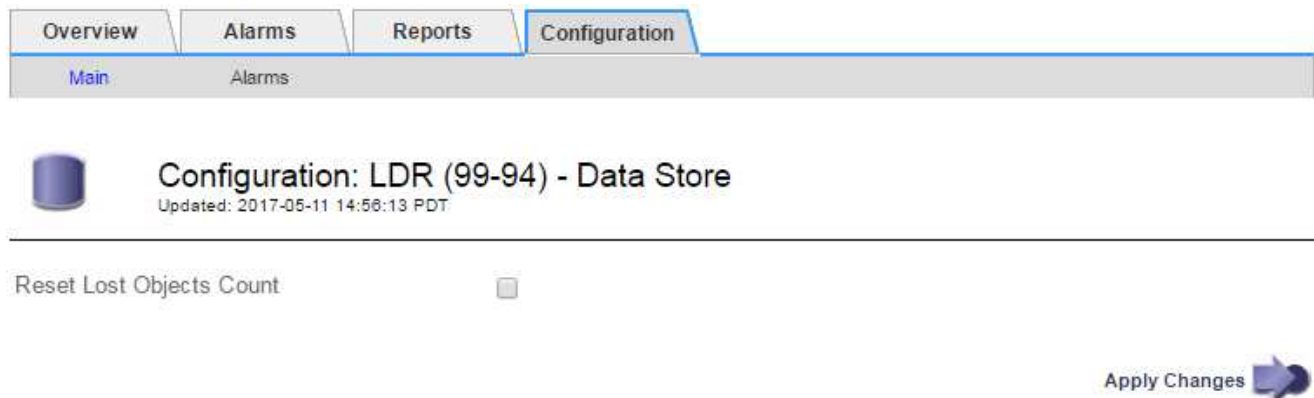 Overview Alarms Reports Configuration
Main Alarms
Configuration: LDR (99-94) - Data Store
Updated: 2017-05-11 14:56:13 PDT
Reset Lost Objects Count
Apply Changes